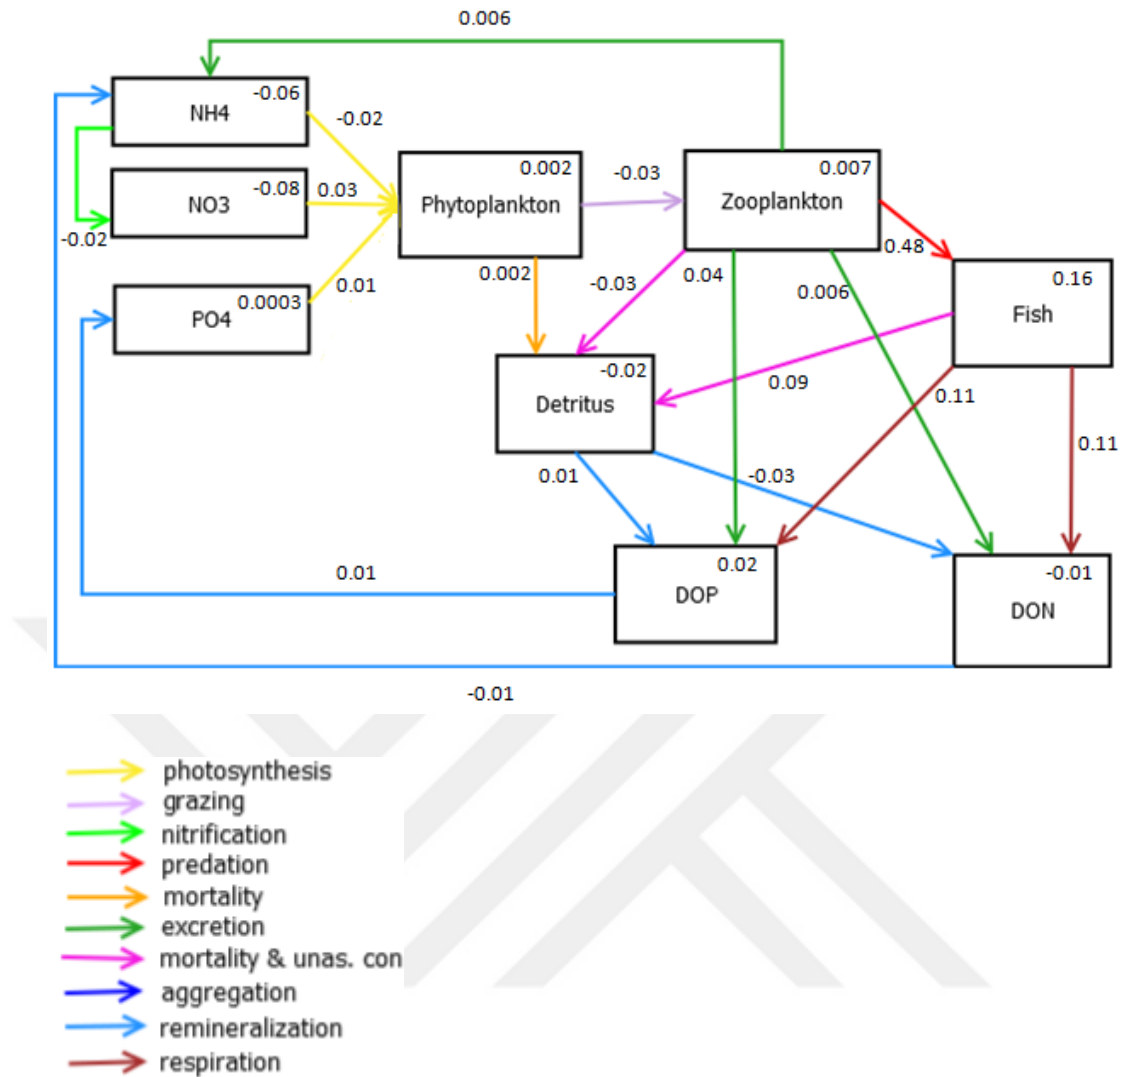 0.006
NH4
-0.06
-0.02
NO3
-0.08
0.03
-0.02
PO4
0.0003
0.01
Phytoplankton
0.002
-0.03
Zooplankton
0.007
0.48
Fish
0.16
0.002
-0.03
0.04
0.006
0.09
0.11
0.11
Detritus
-0.02
0.01
-0.03
DOP
0.02
DON
-0.01
0.01
-0.01
photosynthesis
grazing
nitrification
predation
mortality
excretion
mortality & unas. con
aggregation
remineralization
respiration